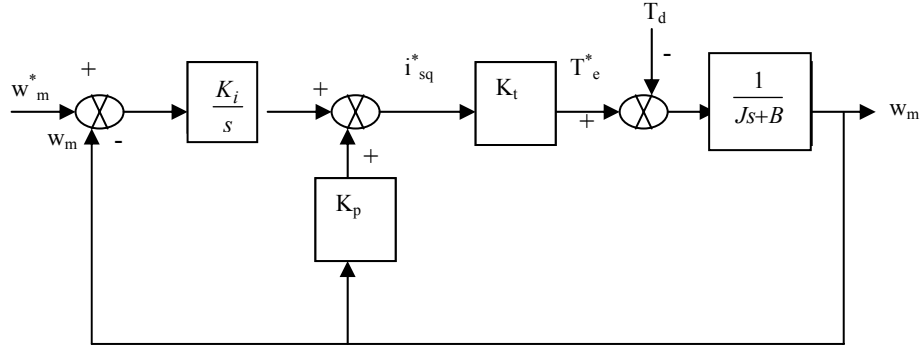 T_d
-
+
w^*_m
w_m
-
K_i
s
+
+
i^*_sq
K_t
T^*_e
+
1
Js+B
w_m
K_p